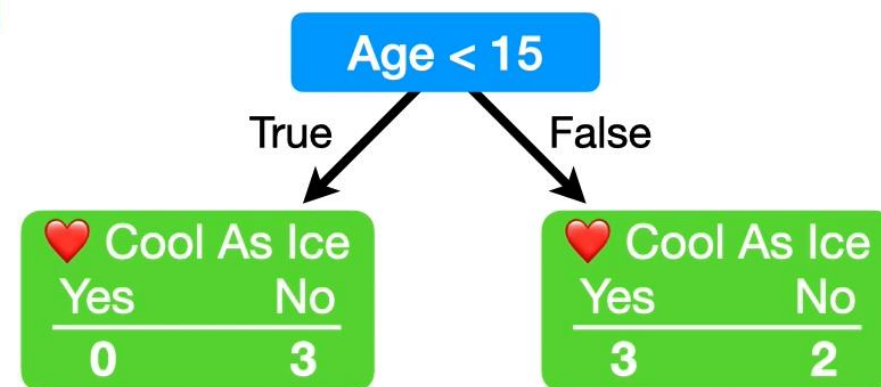 Age < 15
True False
❤️ Cool As Ice ❤️ Cool As Ice
Yes No Yes No
0 3 3 2